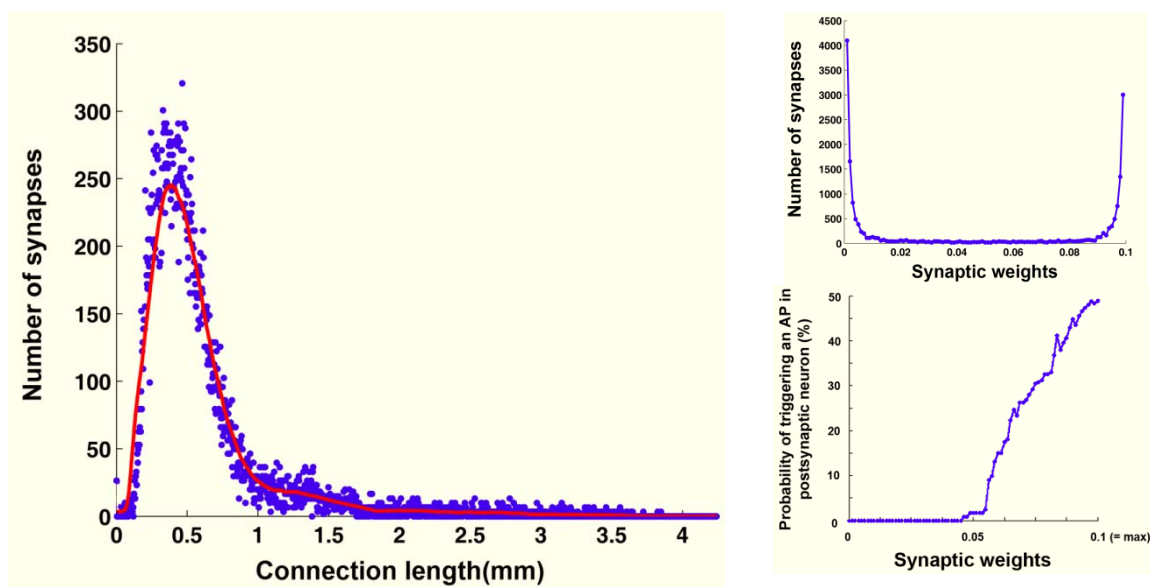 350
300
250
200
150
100
50
0
Number of synapses
0 0.5 1 1.5 2 2.5 3 3.5 4
Connection length(mm)
4500
4000
3500
3000
2500
2000
1500
1000
500
0
Number of synapses
0 0.02 0.04 0.06 0.08 0.1
Synaptic weights
50
40
30
20
10
0
Probability of triggering an AP in
postsynaptic neuron (%)
0 0.05 0.1 (= max)
Synaptic weights